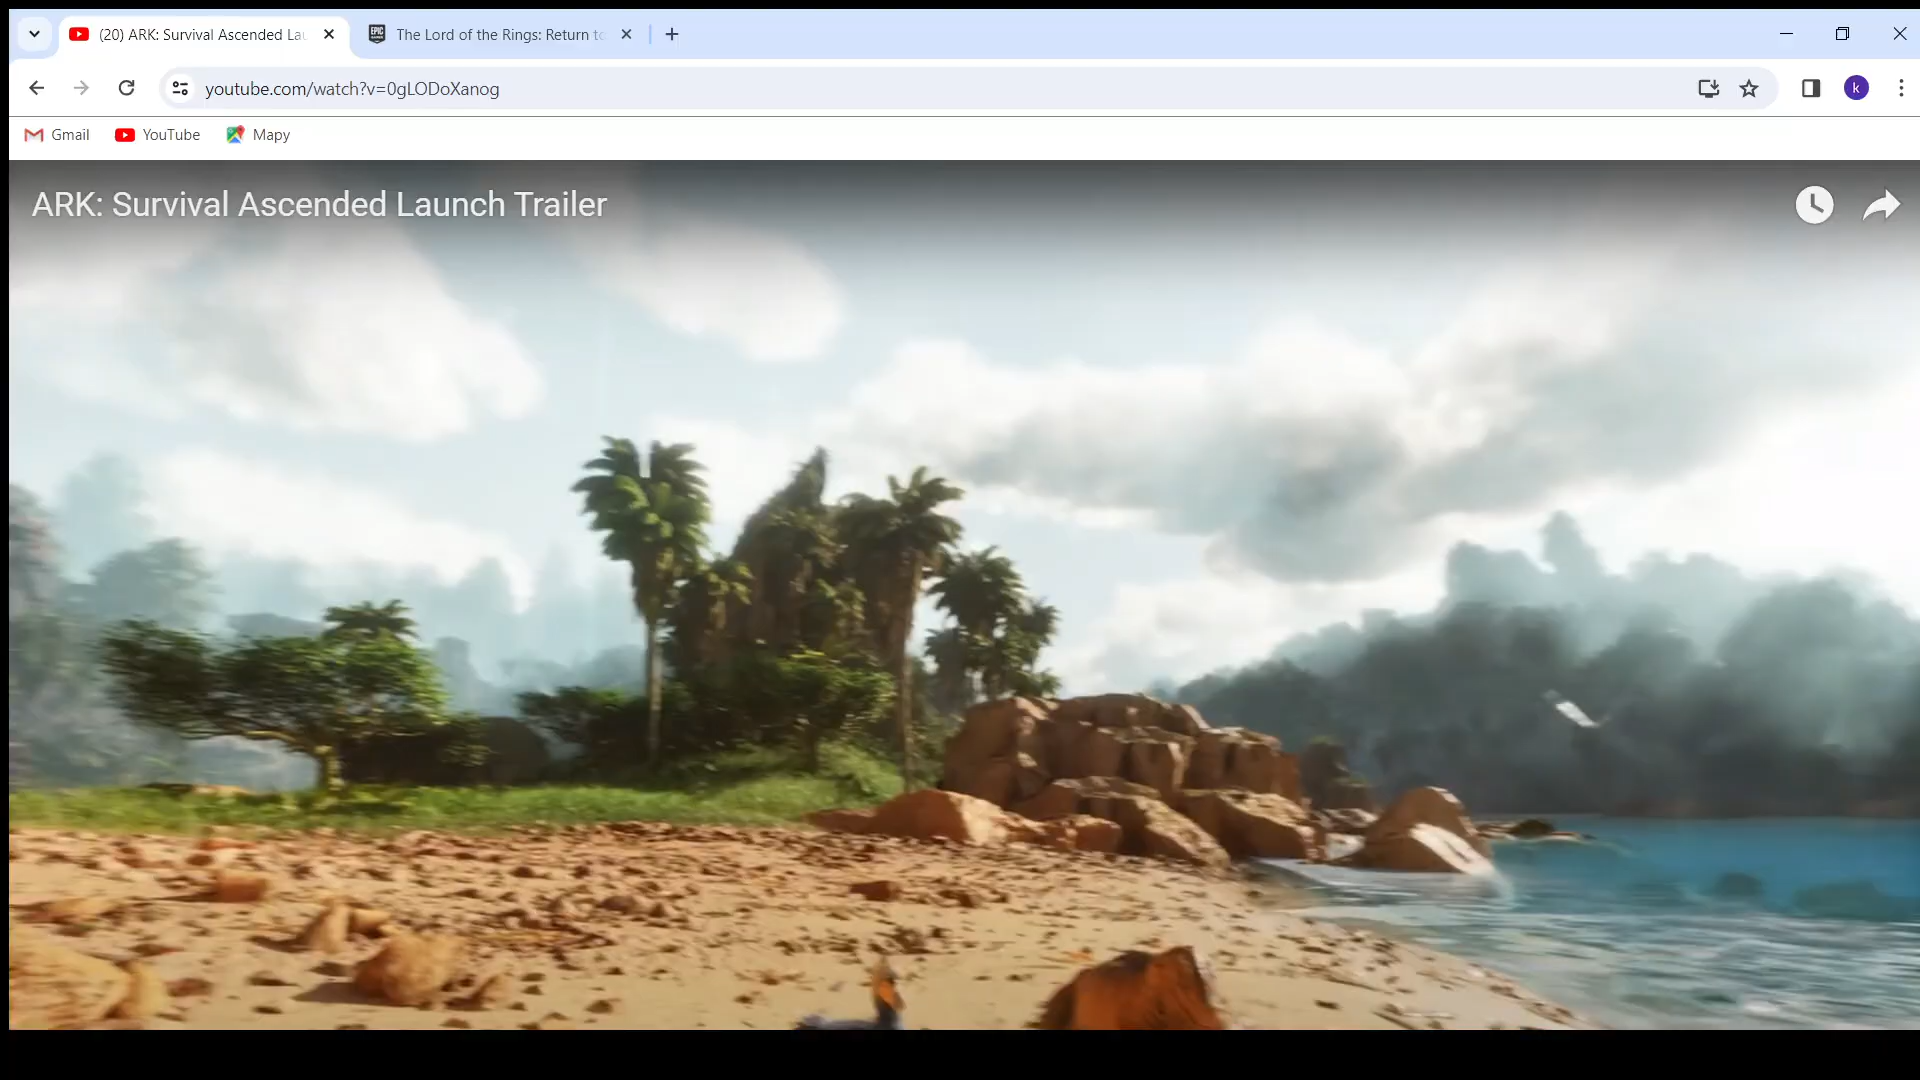 (20) ARK: Survival Ascended La
The Lord of the Rings: Return to
youtube.com/watch?v=0gLODoXanog
k
Gmail
YouTube
Mapy
ARK: Survival Ascended Launch Trailer